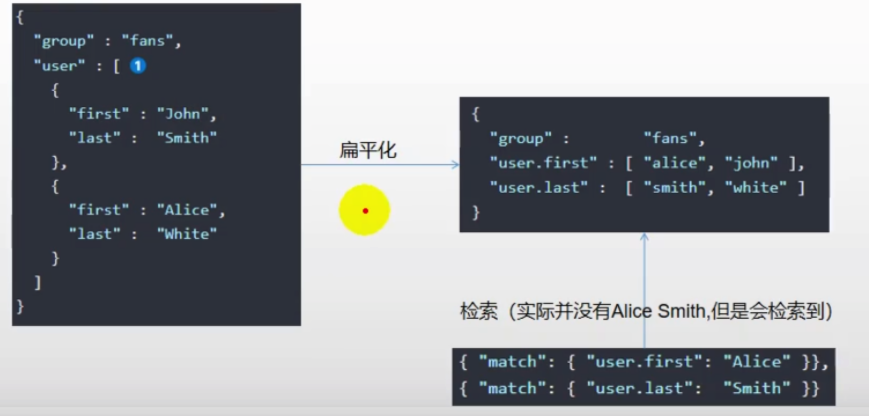 {
  "group" : "fans",
  "user" : [ 1
    {
      "first" : "John",
      "last" :  "Smith"
    },
    {
      "first" : "Alice",
      "last" :  "White"
    }
  ]
}
扁平化
{
  "group" :        "fans",
  "user.first" : [ "alice", "john" ],
  "user.last" :  [ "smith", "white" ]
}
检索（实际并没有Alice Smith,但是会检索到）
{ "match": { "user.first": "Alice" }},
{ "match": { "user.last":  "Smith" }}